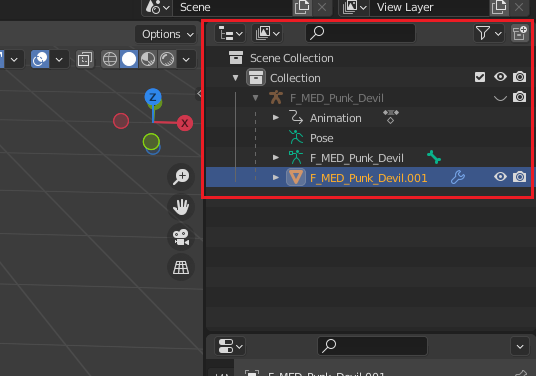 Scene
View Layer
Options
Scene Collection
Collection
F_MED_Punk_Devil
Animation
Pose
F_MED_Punk_Devil
F_MED_Punk_Devil.001
Z
X
F_MED_Punk_Devil.001